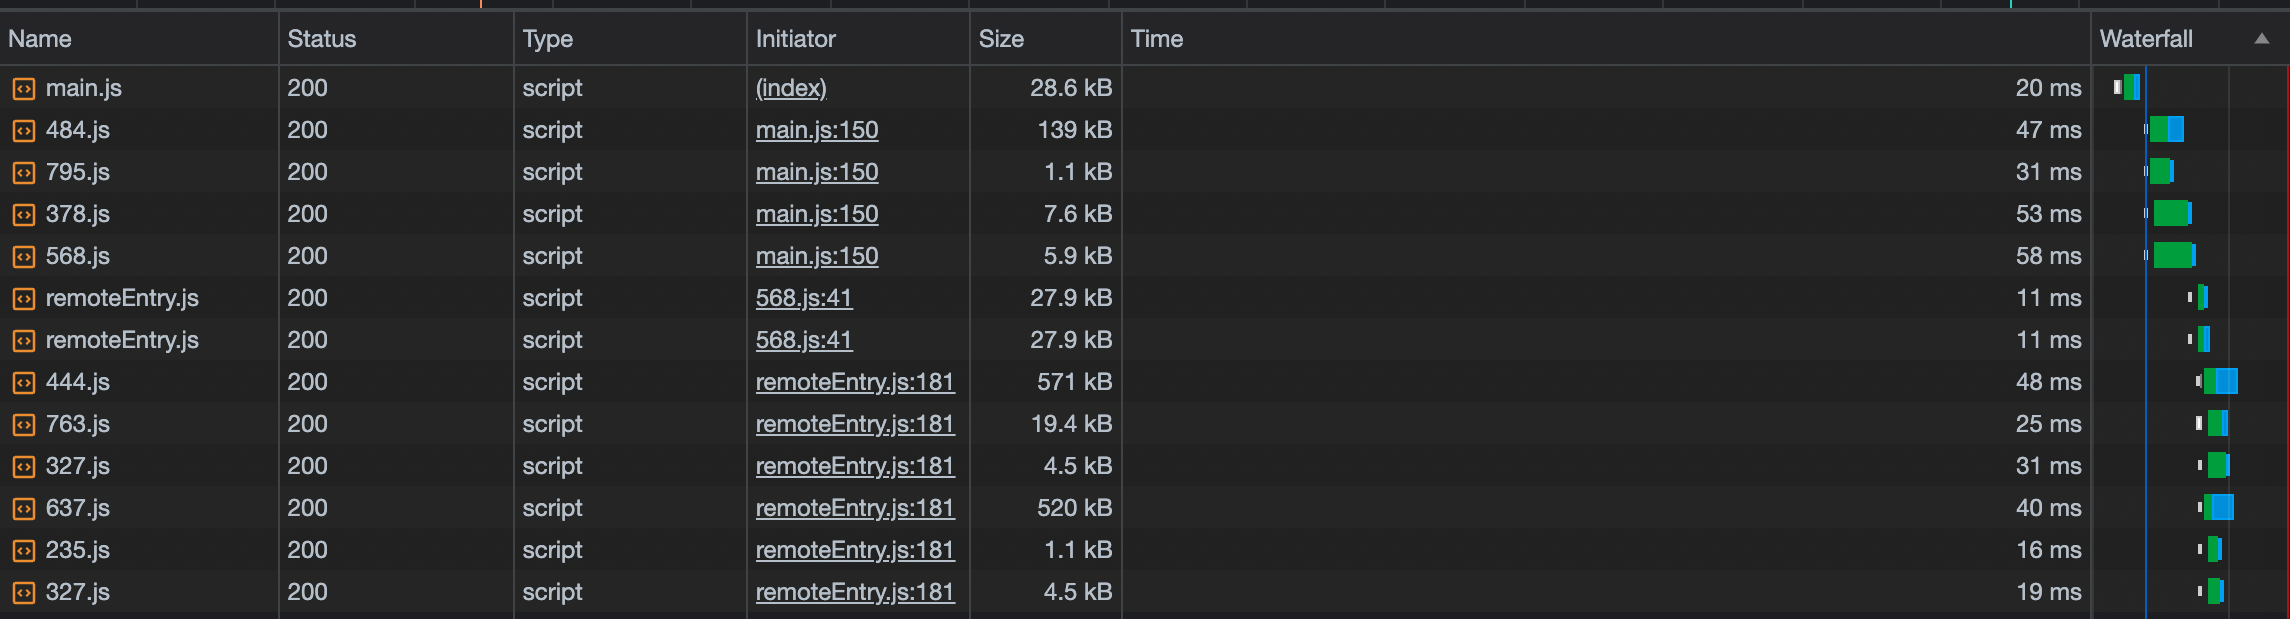 Name Status Type Initiator Size Time Waterfall
main.js 200 script (index) 28.6 kB 20 ms
484.js 200 script main.js:150 139 kB 47 ms
795.js 200 script main.js:150 1.1 kB 31 ms
378.js 200 script main.js:150 7.6 kB 53 ms
568.js 200 script main.js:150 5.9 kB 58 ms
remoteEntry.js 200 script 568.js:41 27.9 kB 11 ms
remoteEntry.js 200 script 568.js:41 27.9 kB 11 ms
444.js 200 script remoteEntry.js:181 571 kB 48 ms
763.js 200 script remoteEntry.js:181 19.4 kB 25 ms
327.js 200 script remoteEntry.js:181 4.5 kB 31 ms
637.js 200 script remoteEntry.js:181 520 kB 40 ms
235.js 200 script remoteEntry.js:181 1.1 kB 16 ms
327.js 200 script remoteEntry.js:181 4.5 kB 19 ms